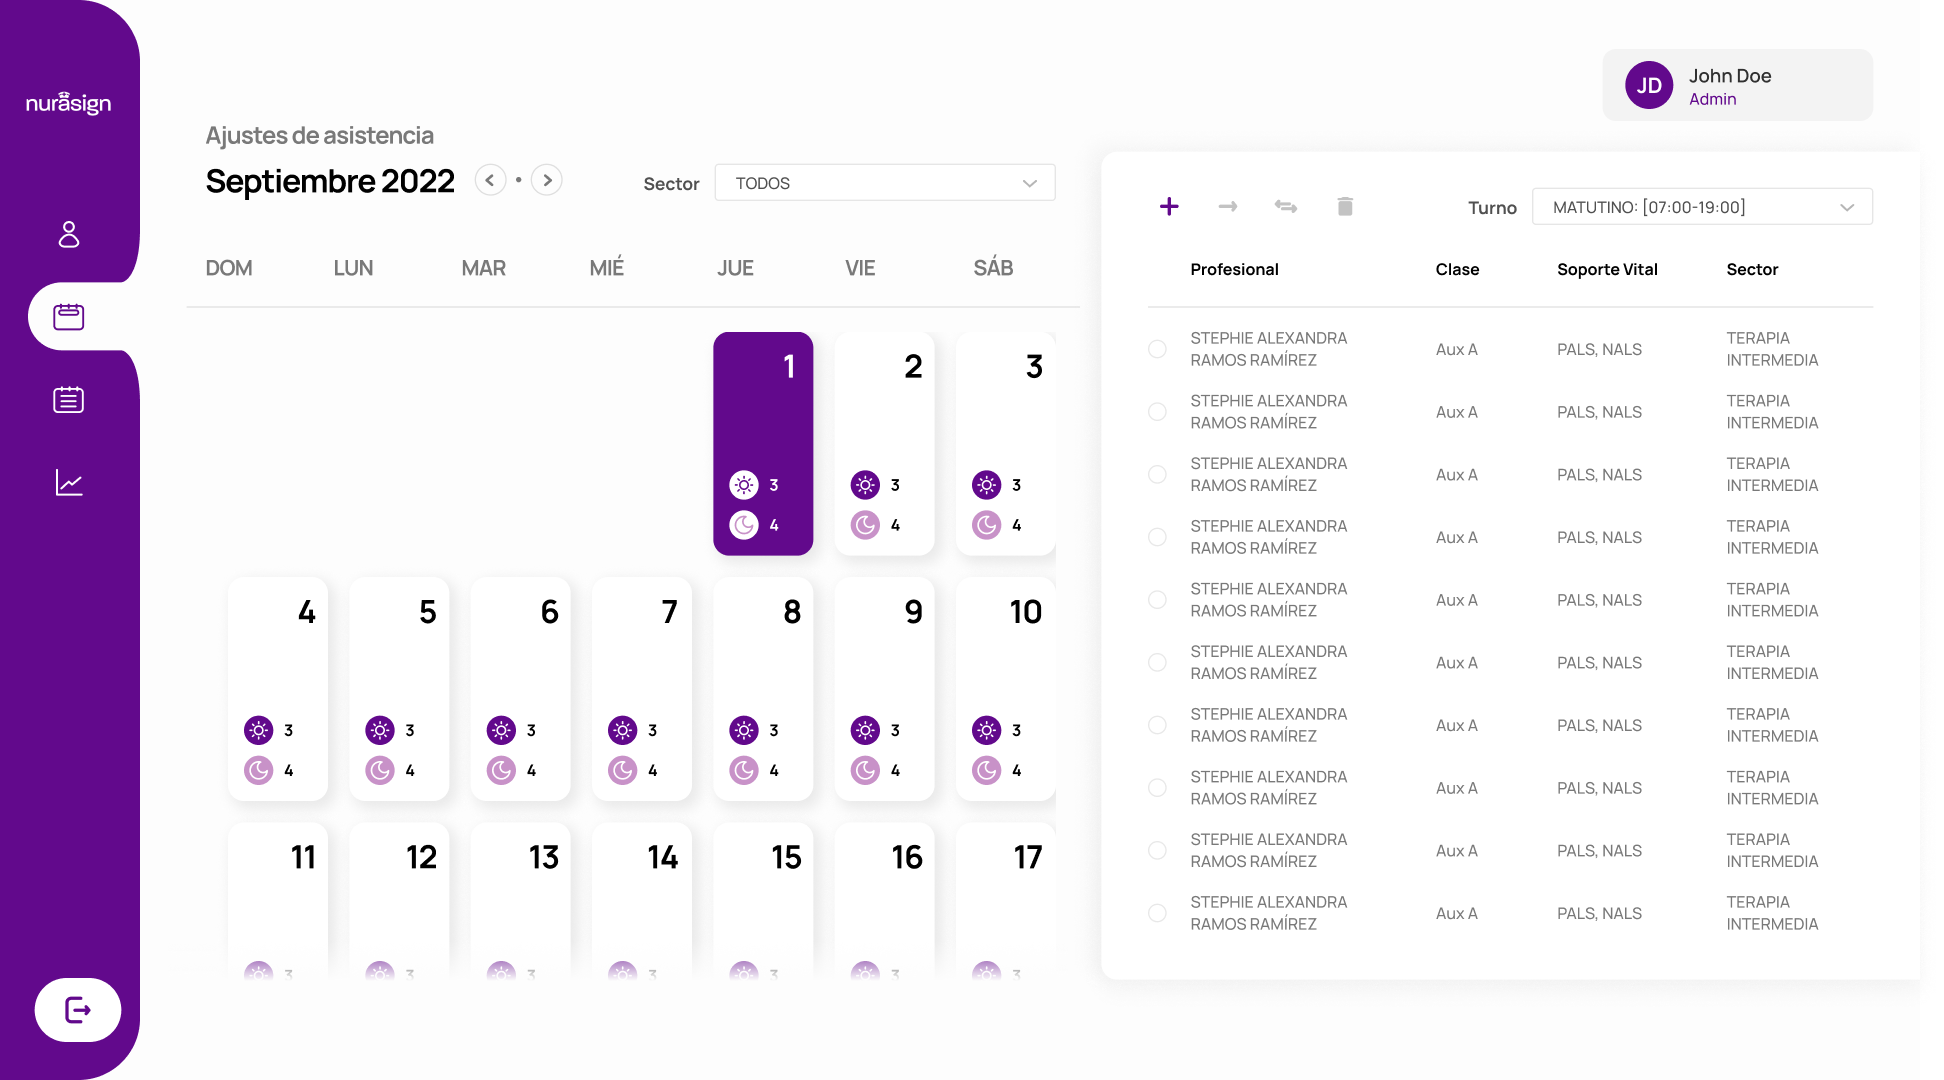 nurasign
JD
John Doe
Admin
Ajustes de asistencia
Septiembre 2022
Sector
TODOS
DOM LUN MAR MIÉ JUE VIE SÁB
1 2 3
3 3 3
4 4 4
4 5 6 7 8 9 10
3 3 3 3 3 3 3
4 4 4 4 4 4 4
11 12 13 14 15 16 17
3 3 3 3 3 3 3
Turno
MATUTINO: [07:00-19:00]
Profesional Clase Soporte Vital Sector
STEPHIE ALEXANDRA
RAMOS RAMÍREZ
Aux A
PALS, NALS
TERAPIA
INTERMEDIA
STEPHIE ALEXANDRA
RAMOS RAMÍREZ
Aux A
PALS, NALS
TERAPIA
INTERMEDIA
STEPHIE ALEXANDRA
RAMOS RAMÍREZ
Aux A
PALS, NALS
TERAPIA
INTERMEDIA
STEPHIE ALEXANDRA
RAMOS RAMÍREZ
Aux A
PALS, NALS
TERAPIA
INTERMEDIA
STEPHIE ALEXANDRA
RAMOS RAMÍREZ
Aux A
PALS, NALS
TERAPIA
INTERMEDIA
STEPHIE ALEXANDRA
RAMOS RAMÍREZ
Aux A
PALS, NALS
TERAPIA
INTERMEDIA
STEPHIE ALEXANDRA
RAMOS RAMÍREZ
Aux A
PALS, NALS
TERAPIA
INTERMEDIA
STEPHIE ALEXANDRA
RAMOS RAMÍREZ
Aux A
PALS, NALS
TERAPIA
INTERMEDIA
STEPHIE ALEXANDRA
RAMOS RAMÍREZ
Aux A
PALS, NALS
TERAPIA
INTERMEDIA
STEPHIE ALEXANDRA
RAMOS RAMÍREZ
Aux A
PALS, NALS
TERAPIA
INTERMEDIA